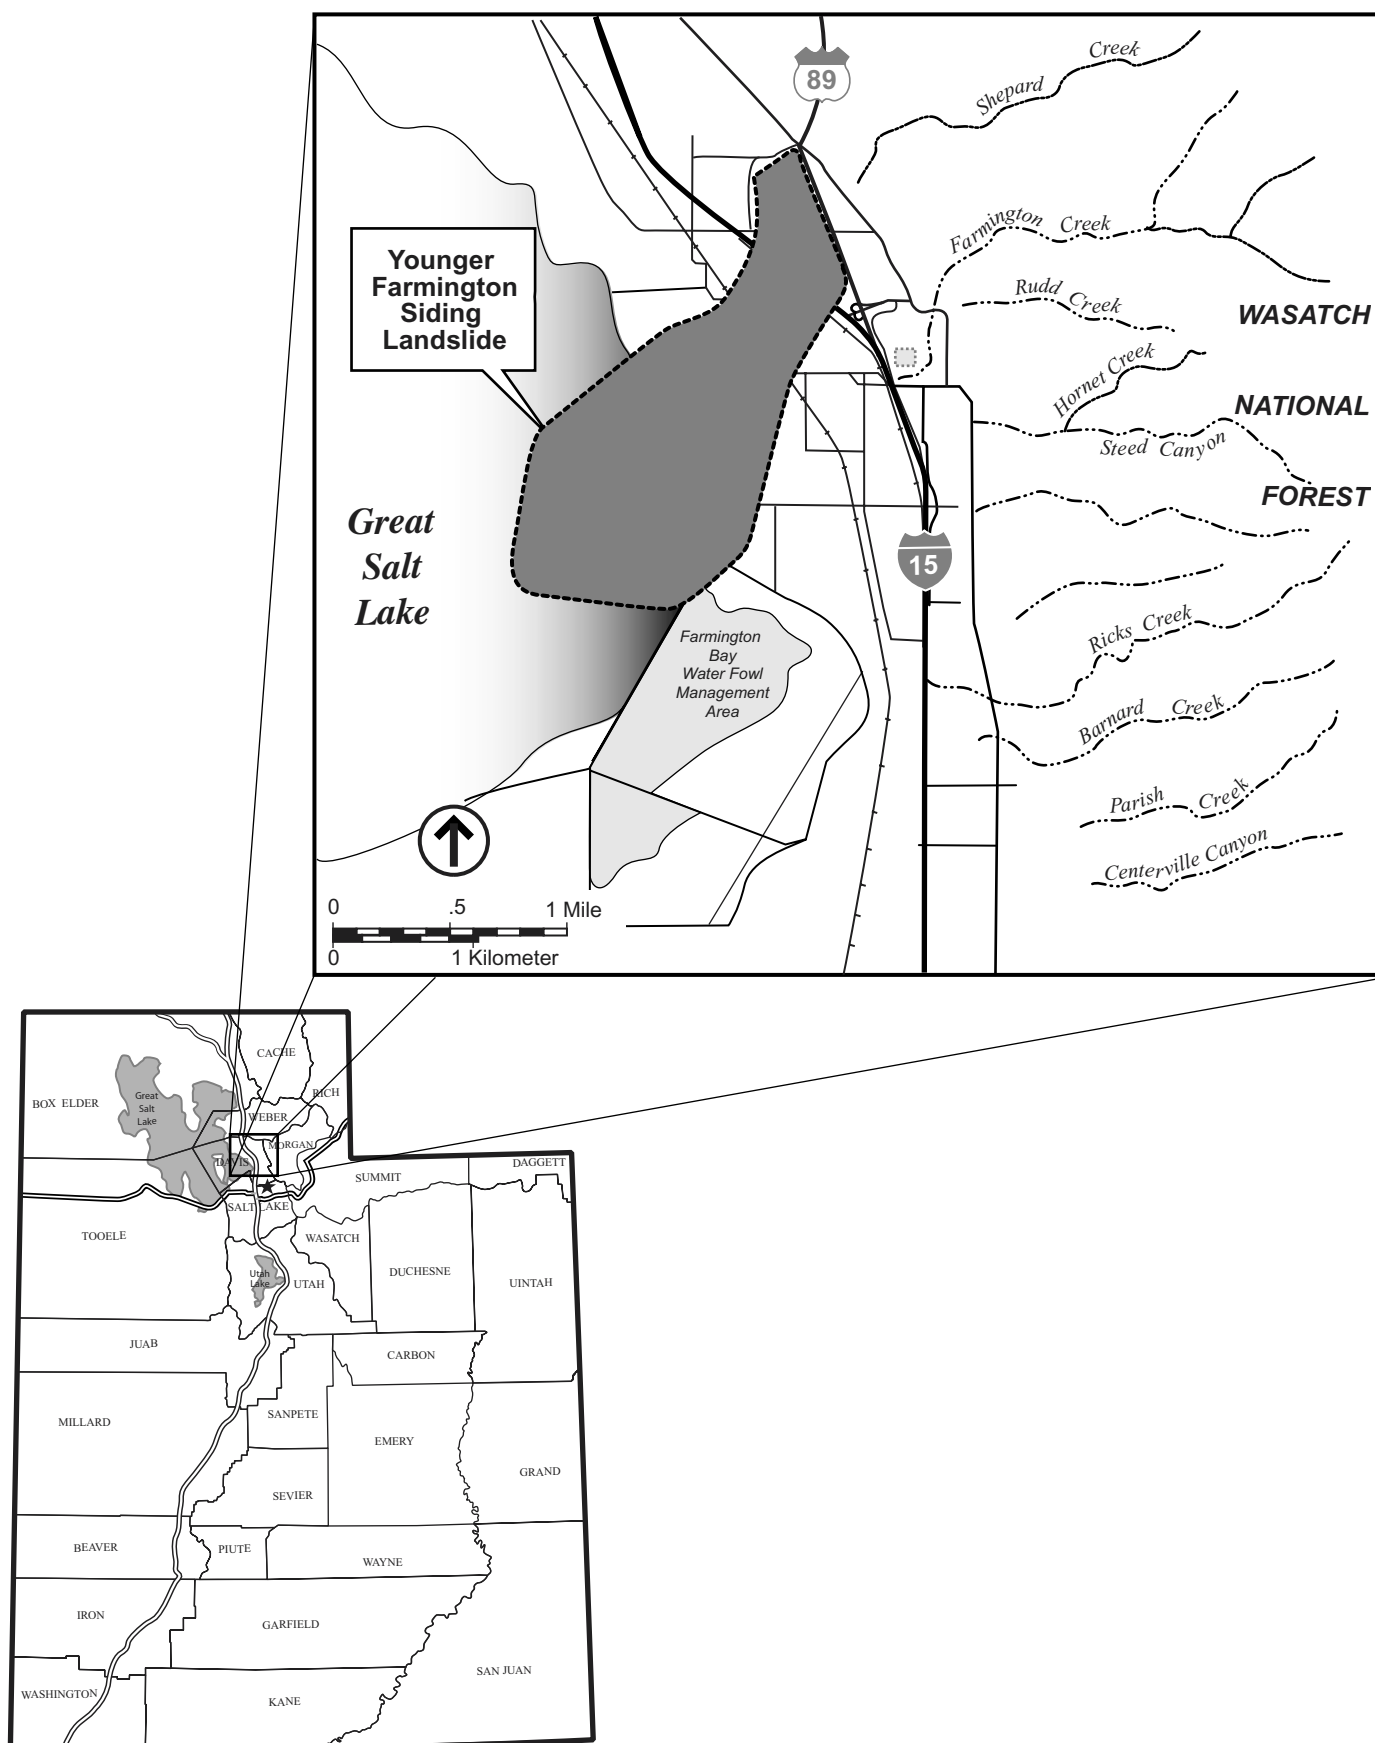 89
Shepard Creek
Farmington Creek
Rudd Creek
WASATCH
Younger
Farmington
Siding
Landslide
Hornet Creek
NATIONAL
Steed Canyon
FOREST
Great
Salt
Lake
15
Ricks Creek
Farmington
Bay
Water Fowl
Management
Area
Barnard Creek
Parish Creek
Centerville Canyon
0 .5 1 Mile
0 1 Kilometer
CACHE
RICH
BOX ELDER
Great
Salt
Lake
WEBER
MORGAN
DAVIS
SUMMIT
DAGGETT
SALT LAKE
TOOELE
WASATCH
DUCHESNE
UINTAH
Utah
Lake
UTAH
JUAB
CARBON
MILLARD
SANPETE
EMERY
GRAND
SEVIER
BEAVER
PIUTE
WAYNE
IRON
GARFIELD
SAN JUAN
WASHINGTON
KANE